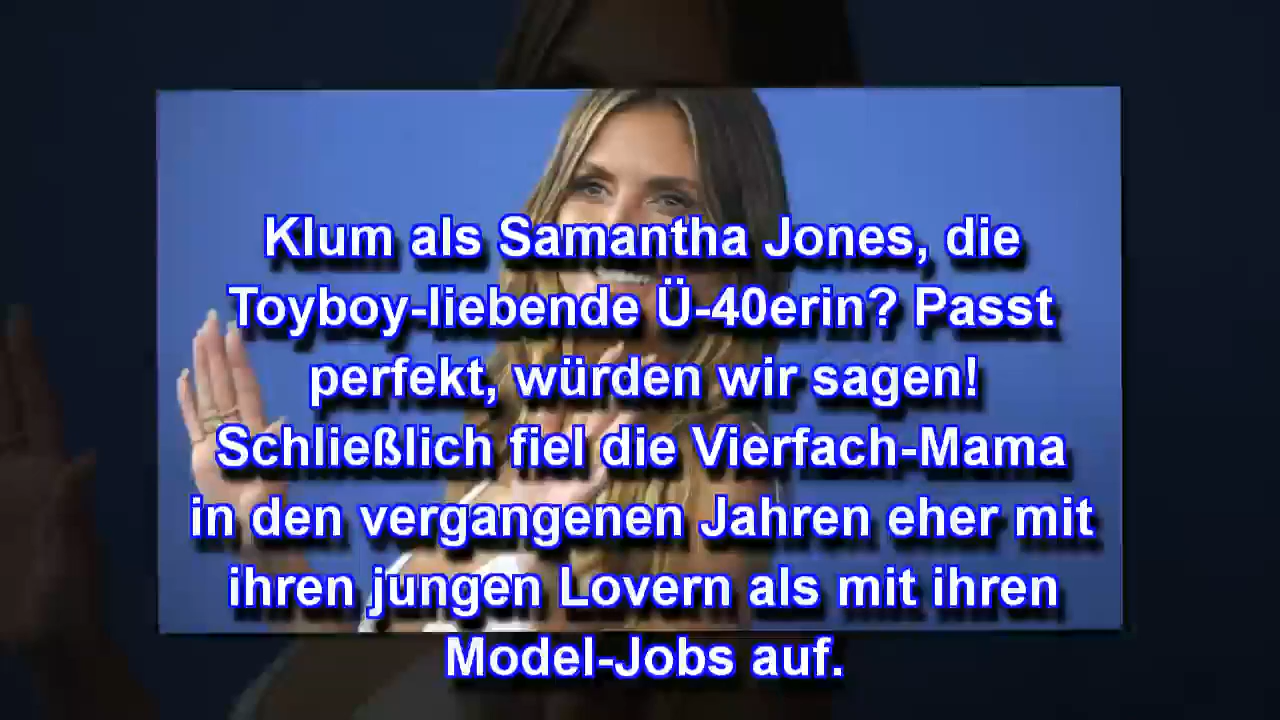 Klum als Samantha Jones, die
Toyboy-liebende Ü-40erin? Passt
perfekt, würden wir sagen!
Schließlich fiel die Vierfach-Mama
in den vergangenen Jahren eher mit
ihren jungen Lovern als mit ihren
Model-Jobs auf.